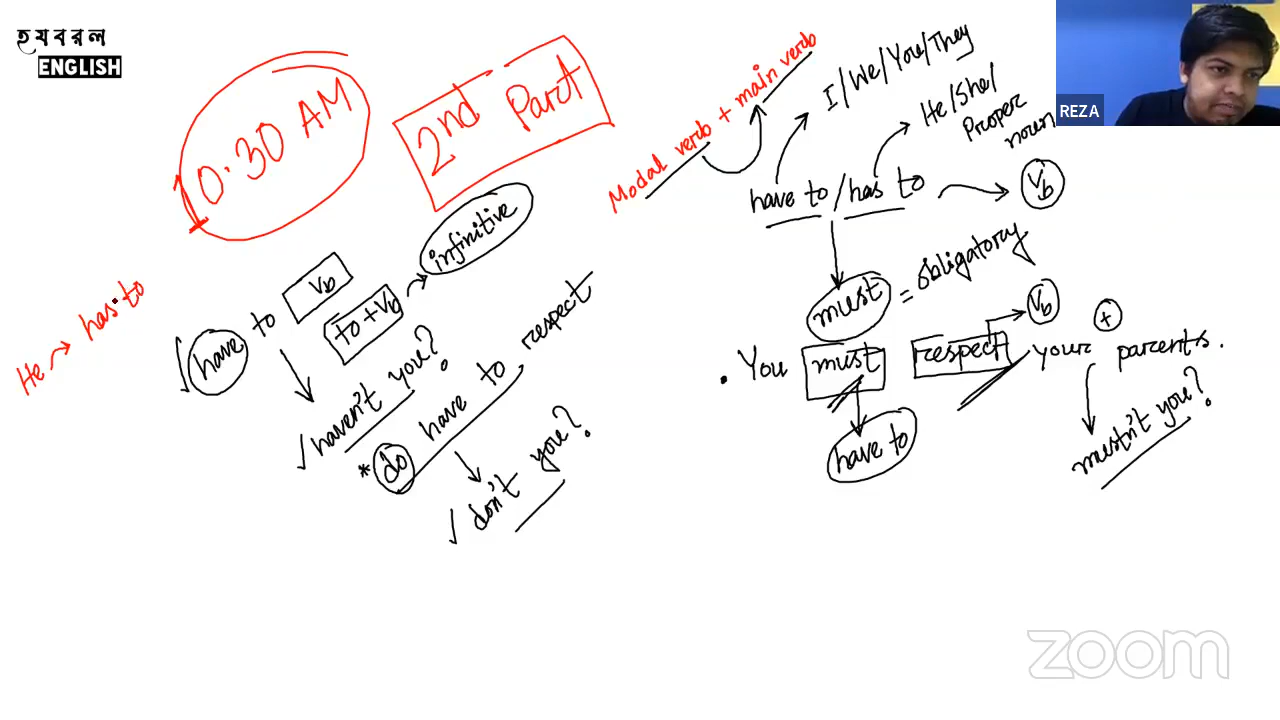 হ য ব র ল
ENGLISH
10.30 AM
2nd Part
Modal verb + main verb
I/We/You/They
He/She/
Proper
noun
REZA
have to / has to
Vb
must = obligatory
You must respect your parents.
Vb
+
have to
mustn't you?
infinitive
have to Vb
to + Vb
haven't you?
* do have to respect
don't you?
He → has to
zoom